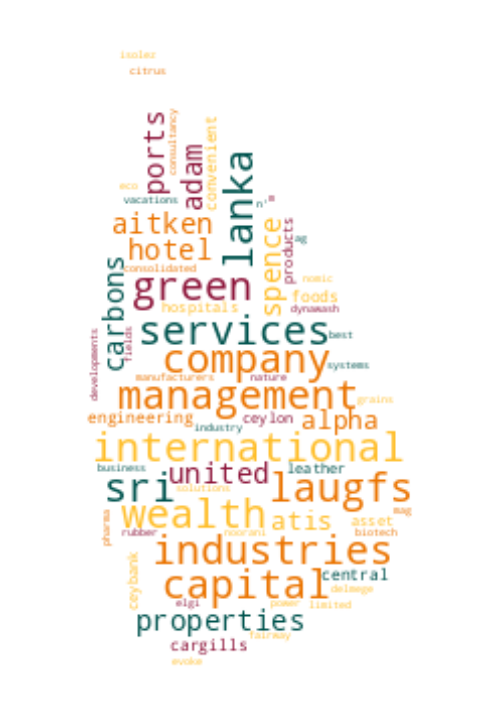 isolez
citrus
ports
consultancy
adam
convenient
lanka
eco
vacations
n'
m
aitken
hotel
spence
products
ag
consolidated
carbons
green
nomic
foods
hospitals
dynawash
services
best
fields
developments
company
systems
manufacturers
nature
management
grains
engineering
ceylon
alpha
industry
international
business
united
leather
sri
solutions
laugfs
wealth
atis
asset
mag
pharma
rubber
noorani
biotech
industries
ceybank
capital
central
delmege
elgi
power
limited
properties
fairway
cargills
evoke